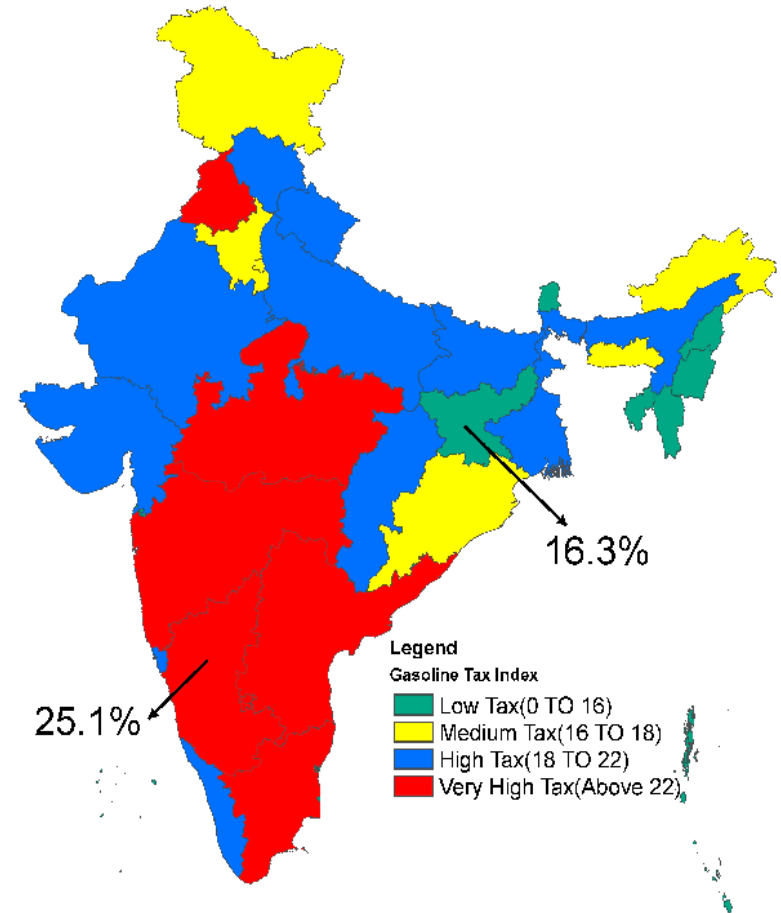 16.3%
25.1%
Legend
Gasoline Tax Index
Low Tax(0 TO 16)
Medium Tax(16 TO 18)
High Tax(18 TO 22)
Very High Tax(Above 22)